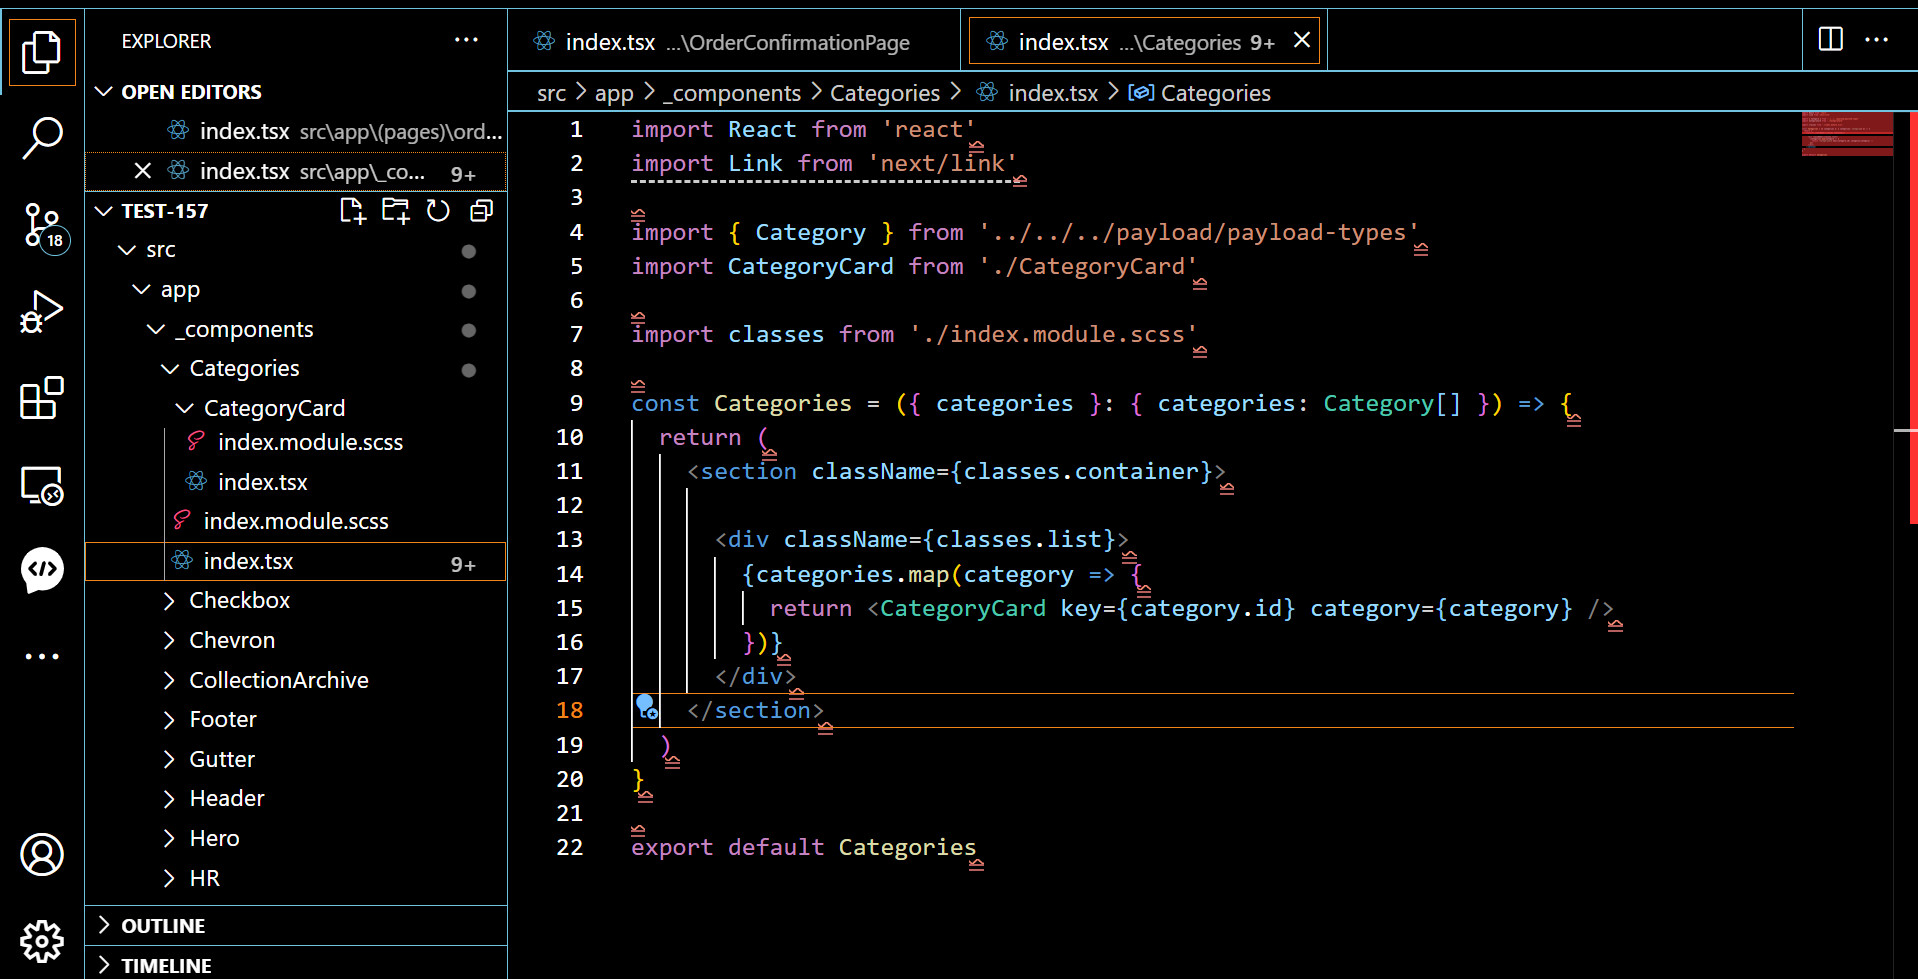 EXPLORER
OPEN EDITORS
index.tsx src\app\(pages)\ord...
index.tsx src\app\_co... 9+
TEST-157
src
app
_components
Categories
CategoryCard
index.module.scss
index.tsx
index.module.scss
index.tsx 9+
Checkbox
Chevron
CollectionArchive
Footer
Gutter
Header
Hero
HR
OUTLINE
TIMELINE
18
index.tsx ...\OrderConfirmationPage
index.tsx ...\Categories 9+
src > app > _components > Categories > index.tsx > Categories
1 import React from 'react'
2 import Link from 'next/link'
3
4 import { Category } from '../../../payload/payload-types'
5 import CategoryCard from './CategoryCard'
6
7 import classes from './index.module.scss'
8
9 const Categories = ({ categories }: { categories: Category[] }) => {
10 return (
11 <section className={classes.container}>
12
13 <div className={classes.list}>
14 {categories.map(category => {
15 return <CategoryCard key={category.id} category={category} />
16 })}
17 </div>
18 </section>
19 )
20 }
21
22 export default Categories